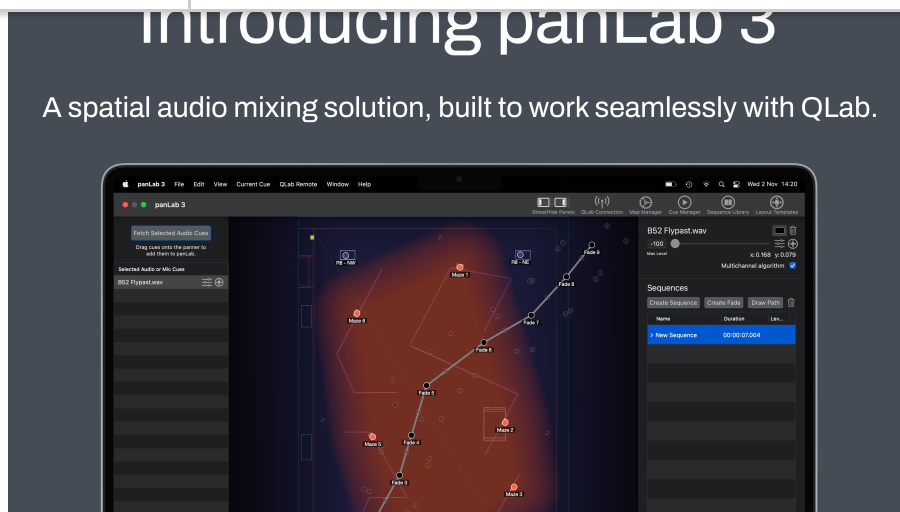 Introducing panLab 3
A spatial audio mixing solution, built to work seamlessly with QLab.
panLab 3 File Edit View Current Cue QLab Remote Window Help
Wed 2 Nov 14:20
panLab 3
Show/Hide Panels QLab Connection Map Manager Cue Manager Sequence Library Layout Templates
Fetch Selected Audio Cues
Drag cues onto the panner to
add them to panLab.
Selected Audio or Mic Cues
B52 Flypast.wav
R8 - NW
R8 - NE
Maze 1
Fade 9
Fade 8
Maze 6
Fade 7
Fade 6
Fade 5
Maze 2
Maze 5
Fade 4
Fade 3
Maze 3
B52 Flypast.wav
-100
Max Level
x:0.168 y:0.079
Multichannel algorithm
Sequences
Create Sequence Create Fade Draw Path
Name Duration Lev...
New Sequence 00:00:07.004